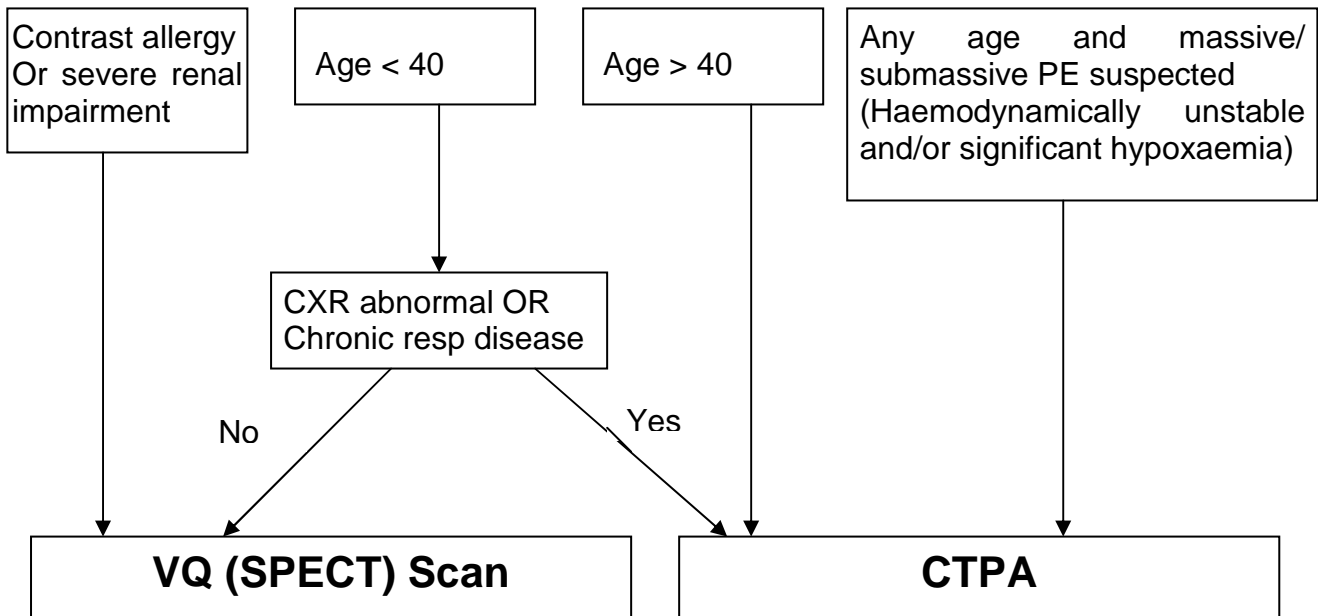 Contrast allergy
Or severe renal
impairment
Age < 40
Age > 40
Any age and massive/
submassive PE suspected
(Haemodynamically unstable
and/or significant hypoxaemia)
CXR abnormal OR
Chronic resp disease
No
Yes
VQ (SPECT) Scan
CTPA